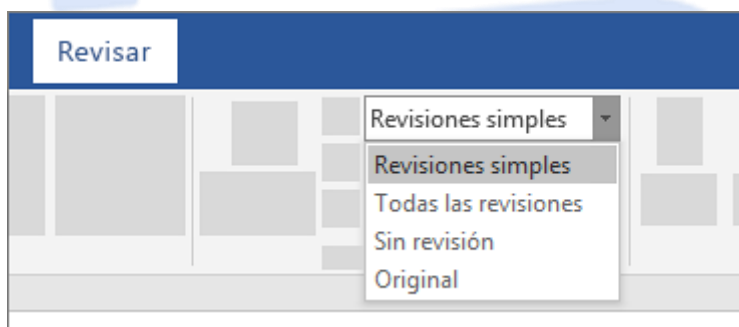 Revisar
Revisiones simples
Revisiones simples
Todas las revisiones
Sin revisión
Original